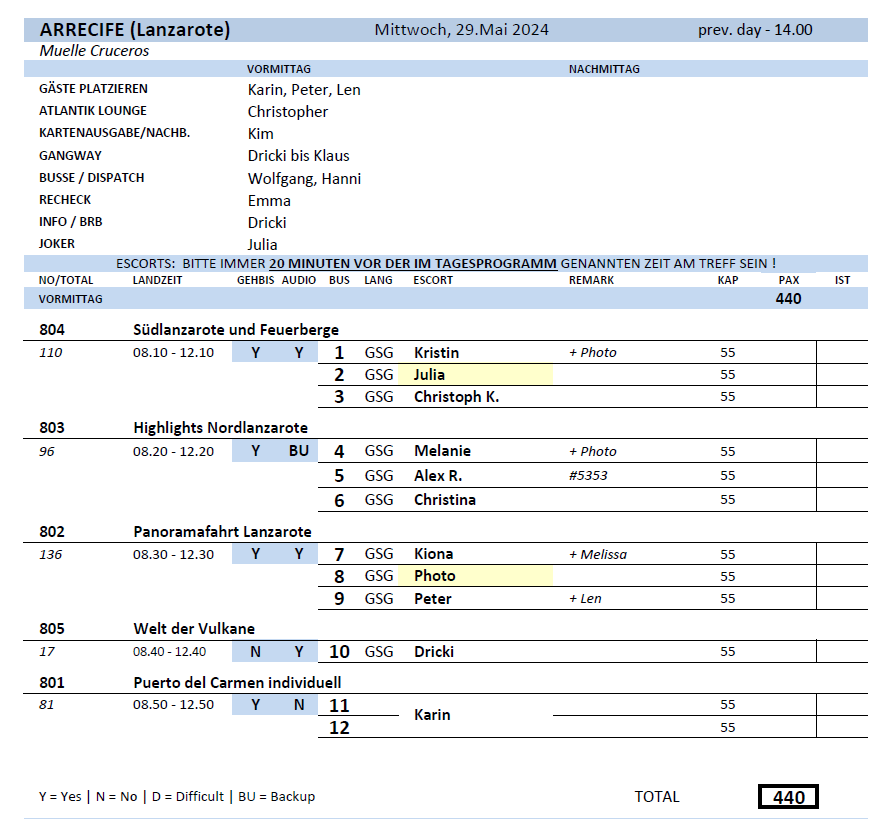 ARRECIFE (Lanzarote) Mittwoch, 29.Mai 2024 prev. day - 14.00
Muelle Cruceros
VORMITTAG NACHMITTAG
GÄSTE PLATZIEREN Karin, Peter, Len
ATLANTIK LOUNGE Christopher
KARTENAUSGABE/NACHB. Kim
GANGWAY Dricki bis Klaus
BUSSE / DISPATCH Wolfgang, Hanni
RECHECK Emma
INFO / BRB Dricki
JOKER Julia
ESCORTS: BITTE IMMER 20 MINUTEN VOR DER IM TAGESPROGRAMM GENANNTEN ZEIT AM TREFF SEIN !
NO/TOTAL LANDZEIT GEHBIS AUDIO BUS LANG ESCORT REMARK KAP PAX IST
VORMITTAG 440
804 Südlanzarote und Feuerberge
110 08.10 - 12.10 Y Y 1 GSG Kristin + Photo 55
2 GSG Julia 55
3 GSG Christoph K. 55
803 Highlights Nordlanzarote
96 08.20 - 12.20 Y BU 4 GSG Melanie + Photo 55
5 GSG Alex R. #5353 55
6 GSG Christina 55
802 Panoramafahrt Lanzarote
136 08.30 - 12.30 Y Y 7 GSG Kiona + Melissa 55
8 GSG Photo 55
9 GSG Peter + Len 55
805 Welt der Vulkane
17 08.40 - 12.40 N Y 10 GSG Dricki 55
801 Puerto del Carmen individuell
81 08.50 - 12.50 Y N 11 55
Karin
12 55
Y = Yes | N = No | D = Difficult | BU = Backup TOTAL 440